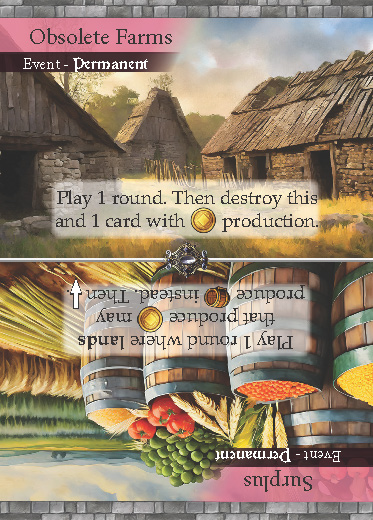 Obsolete Farms
Event - Permanent
Play 1 round. Then destroy this
and 1 card with production.
Surplus
Event - Permanent
Play 1 round where lands
that produce may
produce instead. Then .